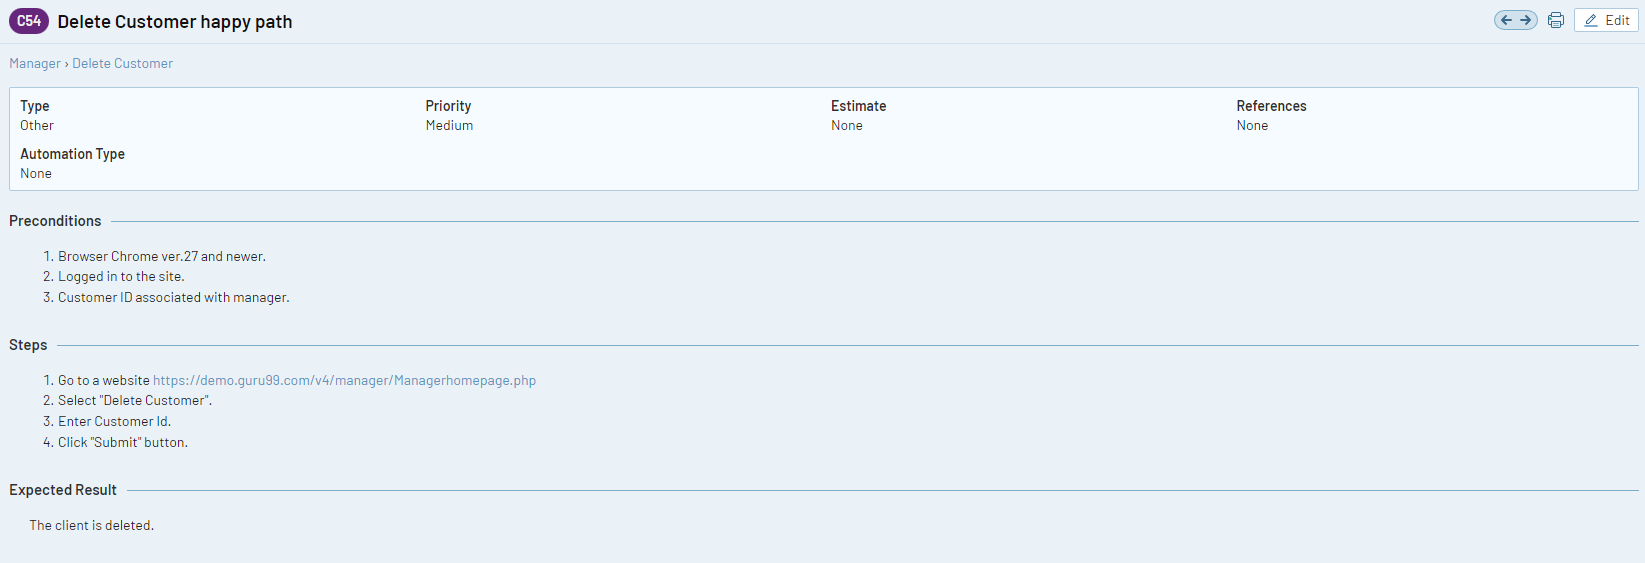 C54 Delete Customer happy path
Edit
Manager › Delete Customer
Type Priority Estimate References
Other Medium None None
Automation Type
None
Preconditions
1. Browser Chrome ver.27 and newer.
2. Logged in to the site.
3. Customer ID associated with manager.
Steps
1. Go to a website https://demo.guru99.com/v4/manager/Managerhomepage.php
2. Select "Delete Customer".
3. Enter Customer Id.
4. Click "Submit" button.
Expected Result
The client is deleted.